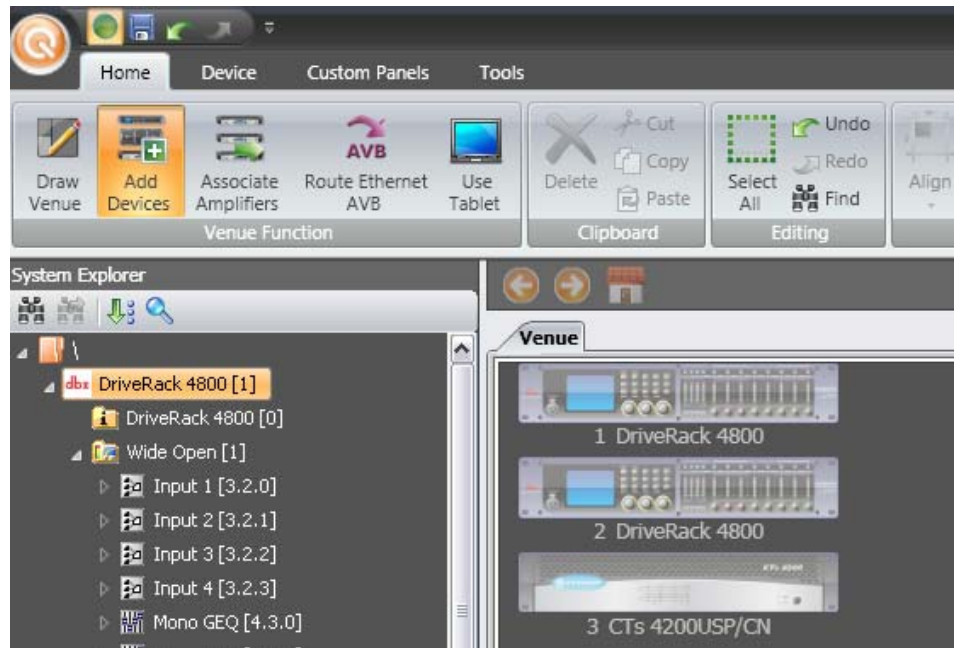 Home Device Custom Panels Tools
Draw Venue
Add Devices
Associate Amplifiers
AVB
Route Ethernet AVB
Use Tablet
Venue Function
Delete
Cut
Copy
Paste
Clipboard
Select All
Undo
Redo
Find
Editing
Align
System Explorer
\
dbx DriveRack 4800 [1]
DriveRack 4800 [0]
Wide Open [1]
Input 1 [3.2.0]
Input 2 [3.2.1]
Input 3 [3.2.2]
Input 4 [3.2.3]
Mono GEQ [4.3.0]
Venue
1 DriveRack 4800
2 DriveRack 4800
3 CTs 4200USP/CN